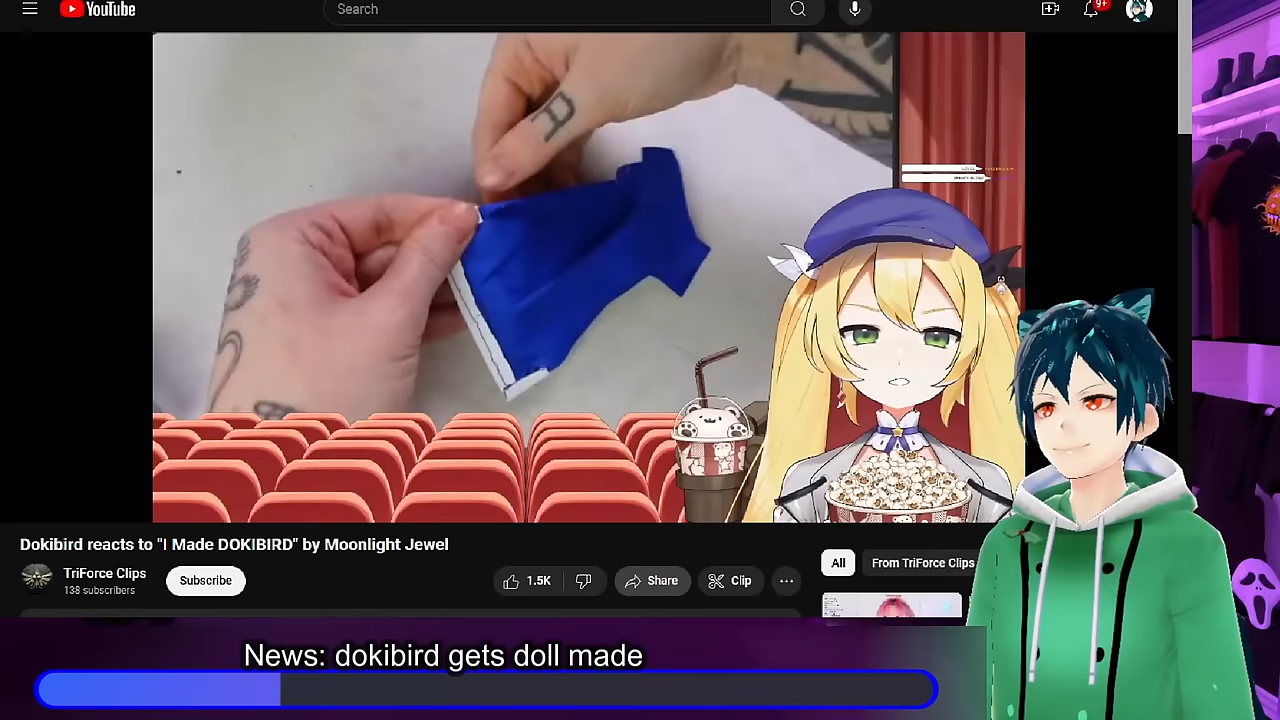 YouTube
Search
9+
Dokibird reacts to "I Made DOKIBIRD" by Moonlight Jewel
TriForce Clips
138 subscribers
Subscribe
1.5K
Share
Clip
All
From TriForce Clips
News: dokibird gets doll made